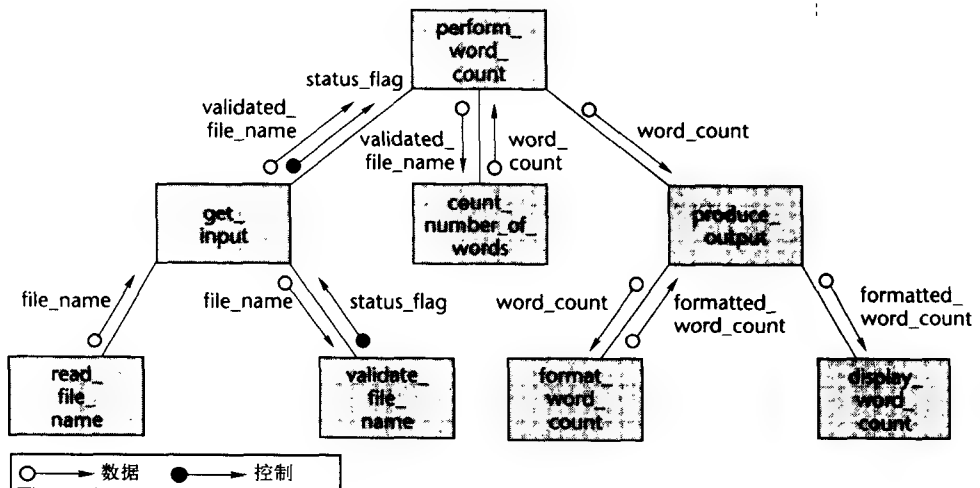 perform_
word_
count
status_flag
validated_
file_name
validated_
file_name
word_
count
word_count
get_
input
count_
number_of_
words
produce_
output
file_name
file_name
status_flag
word_count
formatted_
word_count
formatted_
word_count
read_
file_
name
validate_
file_
name
format_
word_
count
display_
word_
count
数据
控制